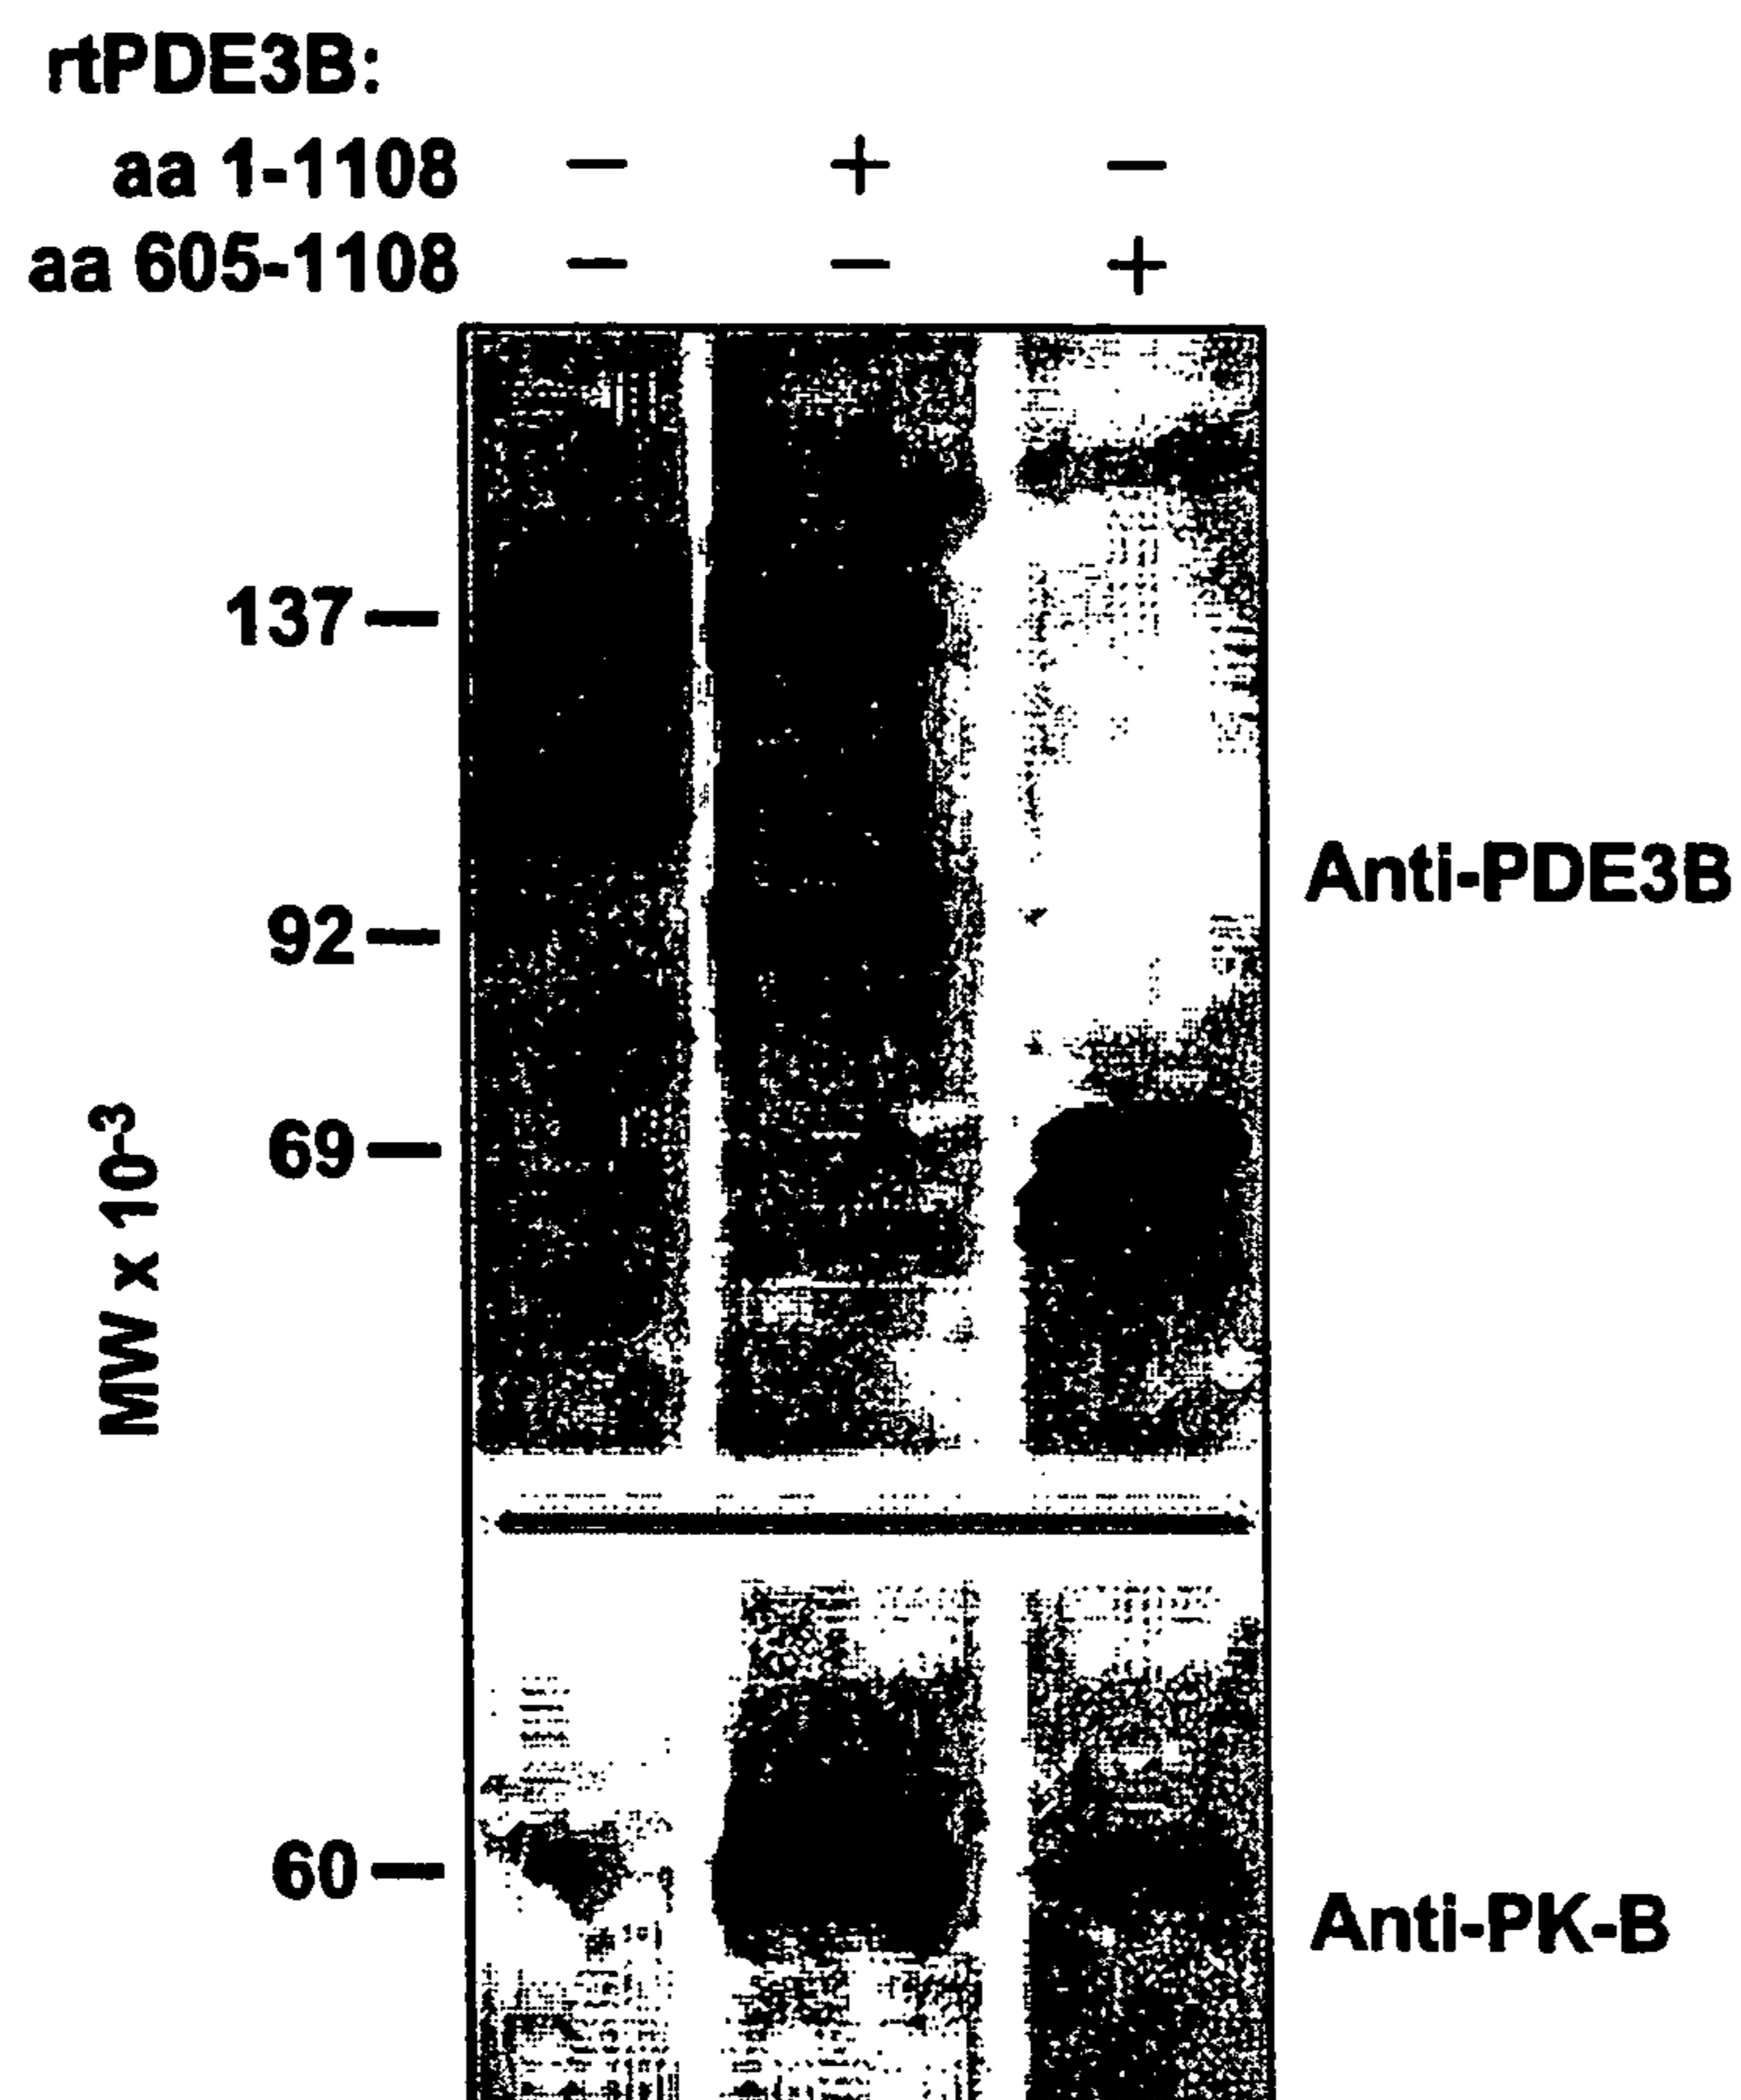 rtPDE3B:
aa 1-1108 − + −
aa 605-1108 − − +
137
92
69
60
MW x 10-3
Anti-PDE3B
Anti-PK-B